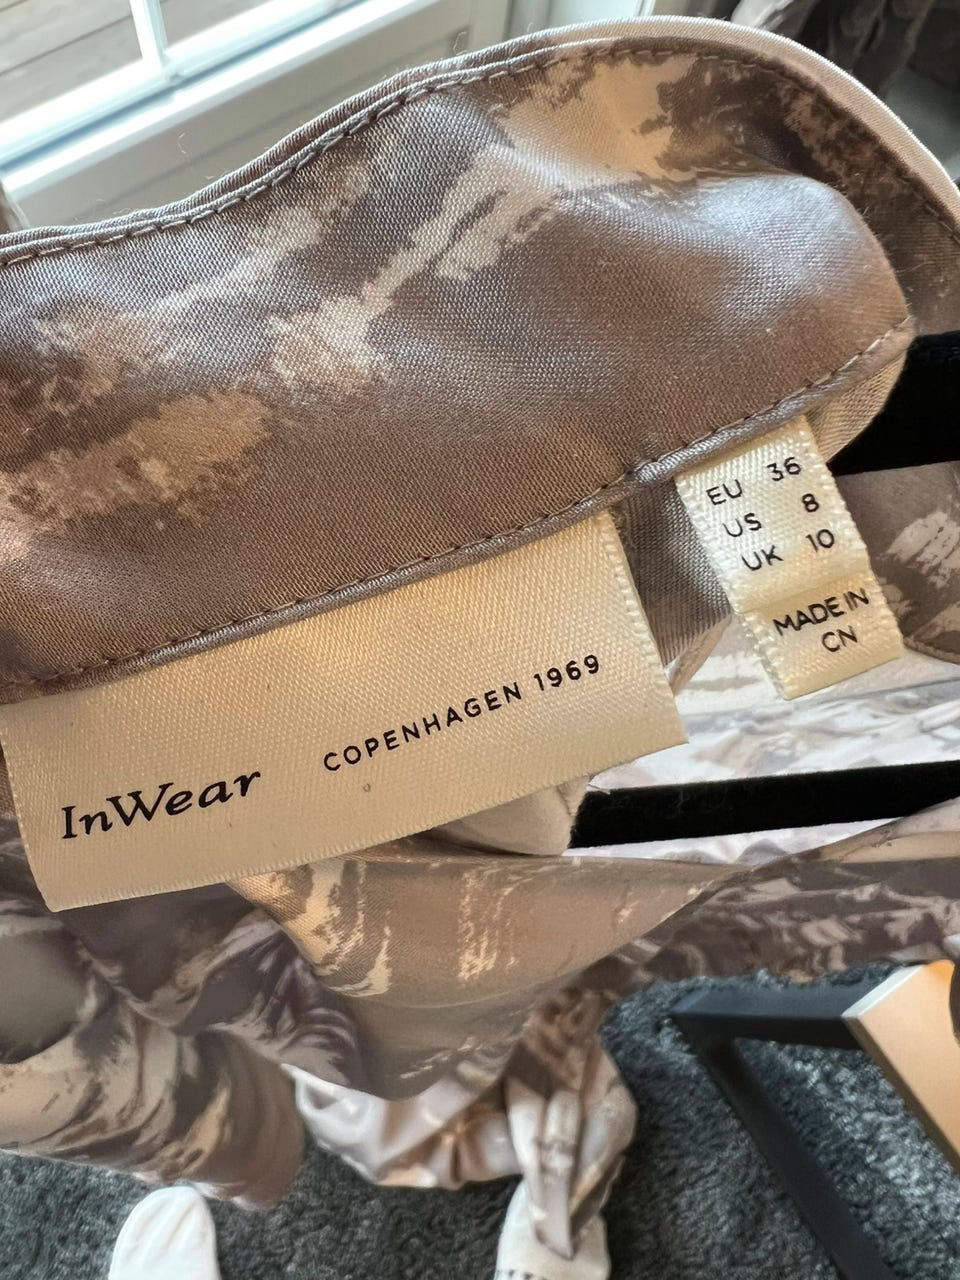 EU 36
US 8
UK 10
MADE IN
CN
InWear COPENHAGEN 1969